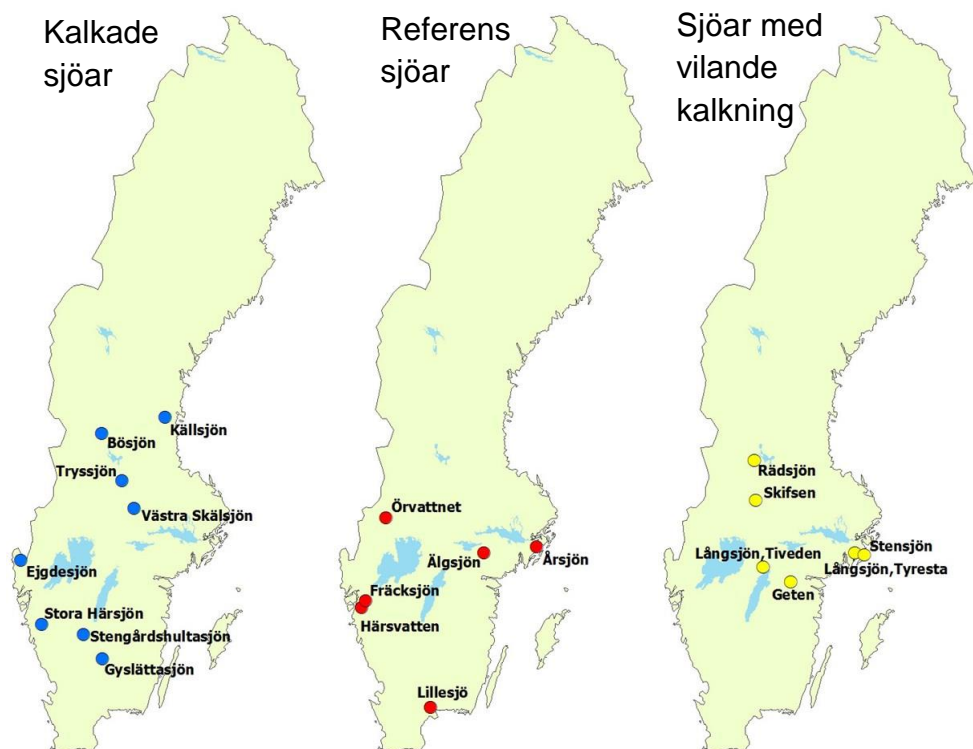 Kalkade
sjöar
Källsjön
Bösjön
Tryssjön
Västra Skälsjön
Ejgdesjön
Stora Härsjön
Stengårdshultasjön
Gyslättasjön
Referens
sjöar
Örvattnet
Älgsjön
Årsjön
Fräcksjön
Härsvatten
Lillesjö
Sjöar med
vilande
kalkning
Rädsjön
Skifsen
Långsjön,Tiveden
Stensjön
Långsjön,Tyresta
Geten